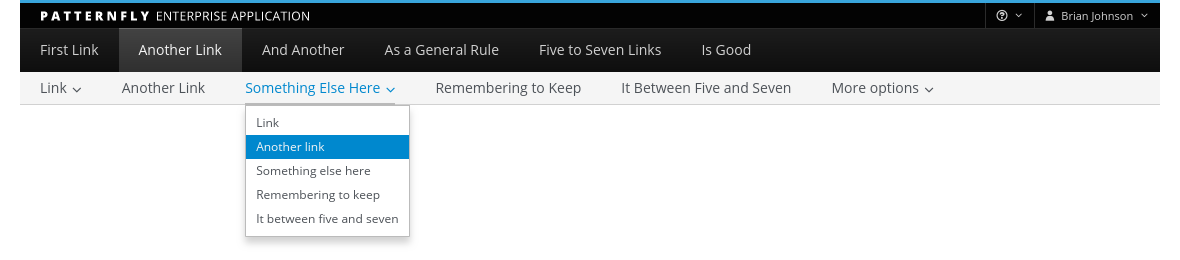 PATTERNFLY ENTERPRISE APPLICATION Brian Johnson
First Link Another Link And Another As a General Rule Five to Seven Links Is Good
Link Another Link Something Else Here Remembering to Keep It Between Five and Seven More options
Link
Another link
Something else here
Remembering to keep
It between five and seven